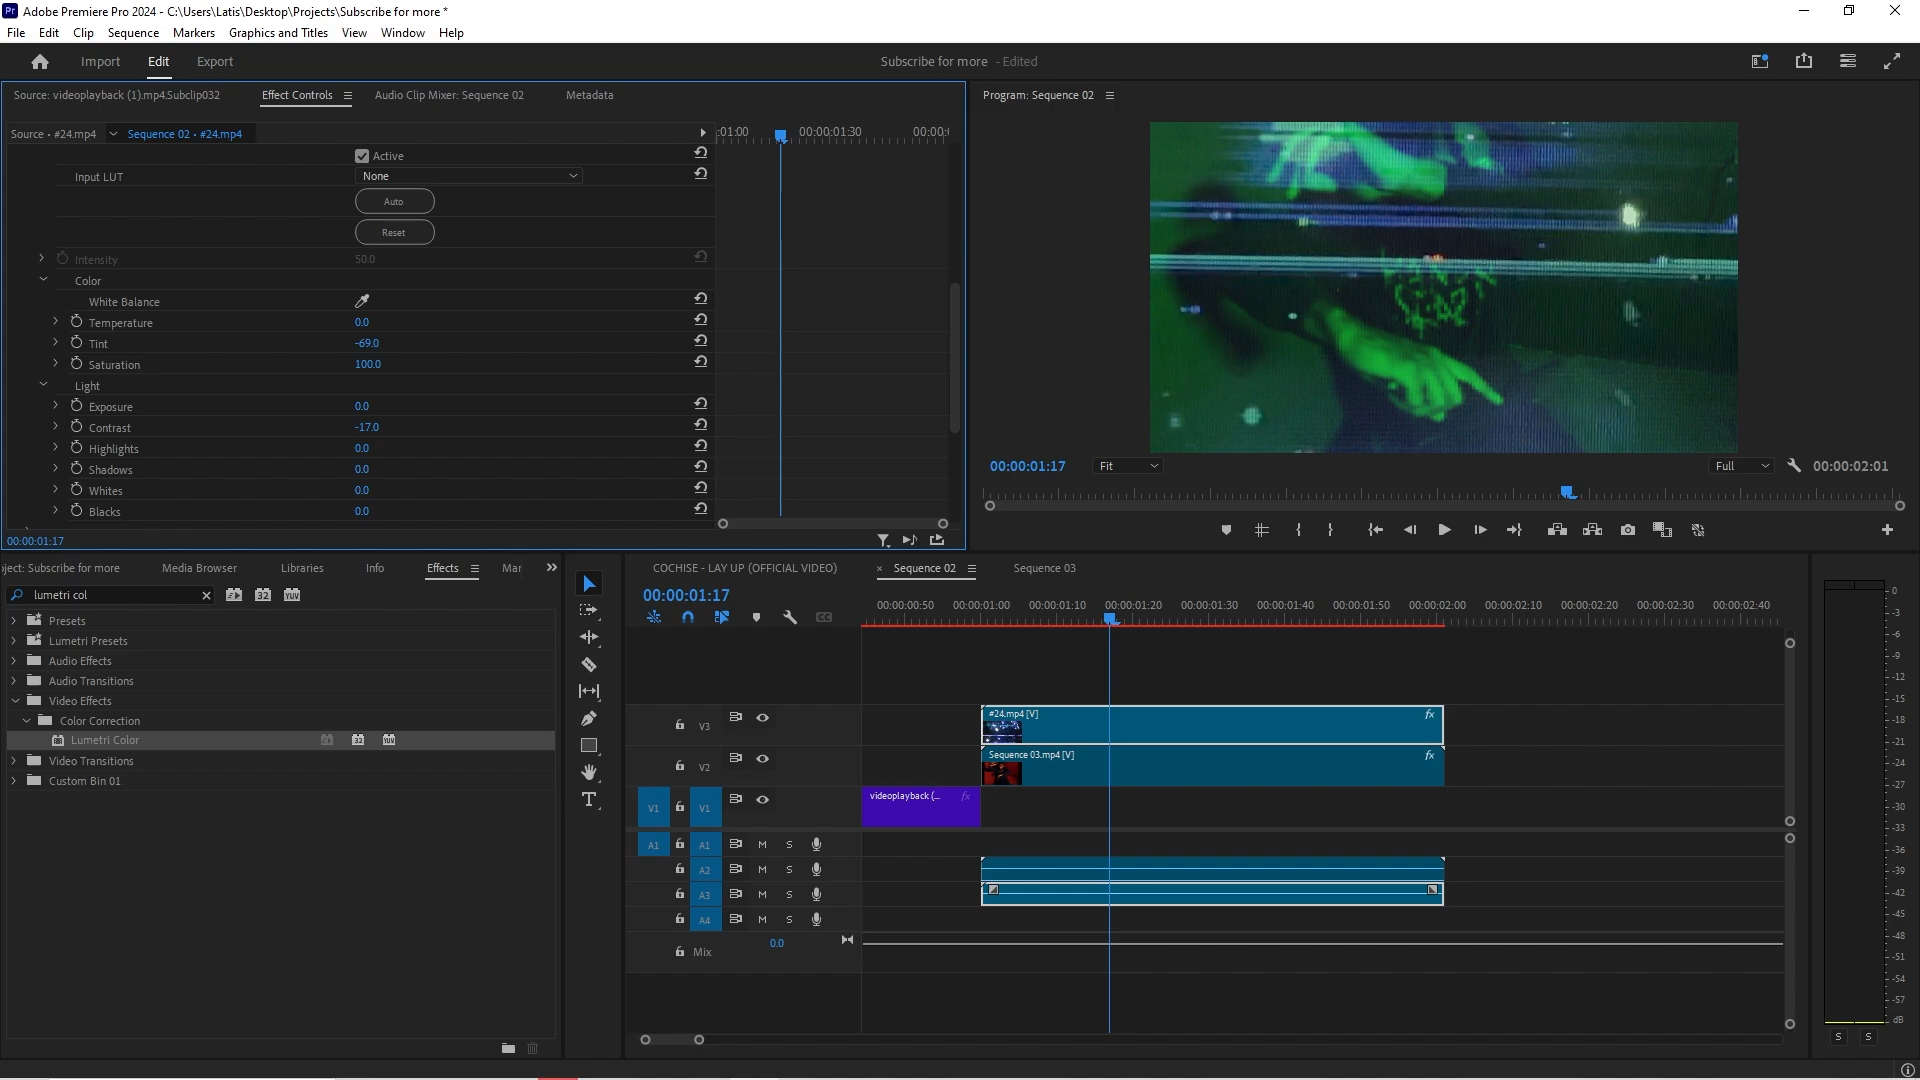 Adobe Premiere Pro 2024 - C:\Users\Latis\Desktop\Projects\Subscribe for more *
File Edit Clip Sequence Markers Graphics and Titles View Window Help
Import Edit Export
Subscribe for more - Edited
Source: videoplayback (1).mp4.Subclip032
Effect Controls
Audio Clip Mixer: Sequence 02
Metadata
Source • #24.mp4
Sequence 02 • #24.mp4
:01:00
00:00:01:30
Active
Input LUT
None
Auto
Reset
Intensity 50.0
Color
White Balance
Temperature 0.0
Tint -69.0
Saturation 100.0
Light
Exposure 0.0
Contrast -17.0
Highlights 0.0
Shadows 0.0
Whites 0.0
Blacks 0.0
00:00:01:17
Program: Sequence 02
00:00:01:17
Fit
Full
00:00:02:01
oject: Subscribe for more
Media Browser
Libraries
Info
Effects
Mar
lumetri col
32
YUV
Presets
Lumetri Presets
Audio Effects
Audio Transitions
Video Effects
Color Correction
Lumetri Color
Video Transitions
Custom Bin 01
COCHISE - LAY UP (OFFICIAL VIDEO)
Sequence 02
Sequence 03
00:00:01:17
00:00:00:50 00:00:01:00 00:00:01:10 00:00:01:20 00:00:01:30 00:00:01:40 00:00:01:50 00:00:02:00 00:00:02:10 00:00:02:20 00:00:02:30 00:00:02:40
V3
#24.mp4 [V]
fx
V2
Sequence 03.mp4 [V]
fx
V1 V1
videoplayback (...
fx
A1 A1 M S
A2 M S
A3 M S
A4 M S
Mix
0.0
0
-3
-6
-9
-12
-15
-18
-21
-24
-27
-30
-33
-36
-39
-42
-45
-48
-51
-54
-57
dB
S S